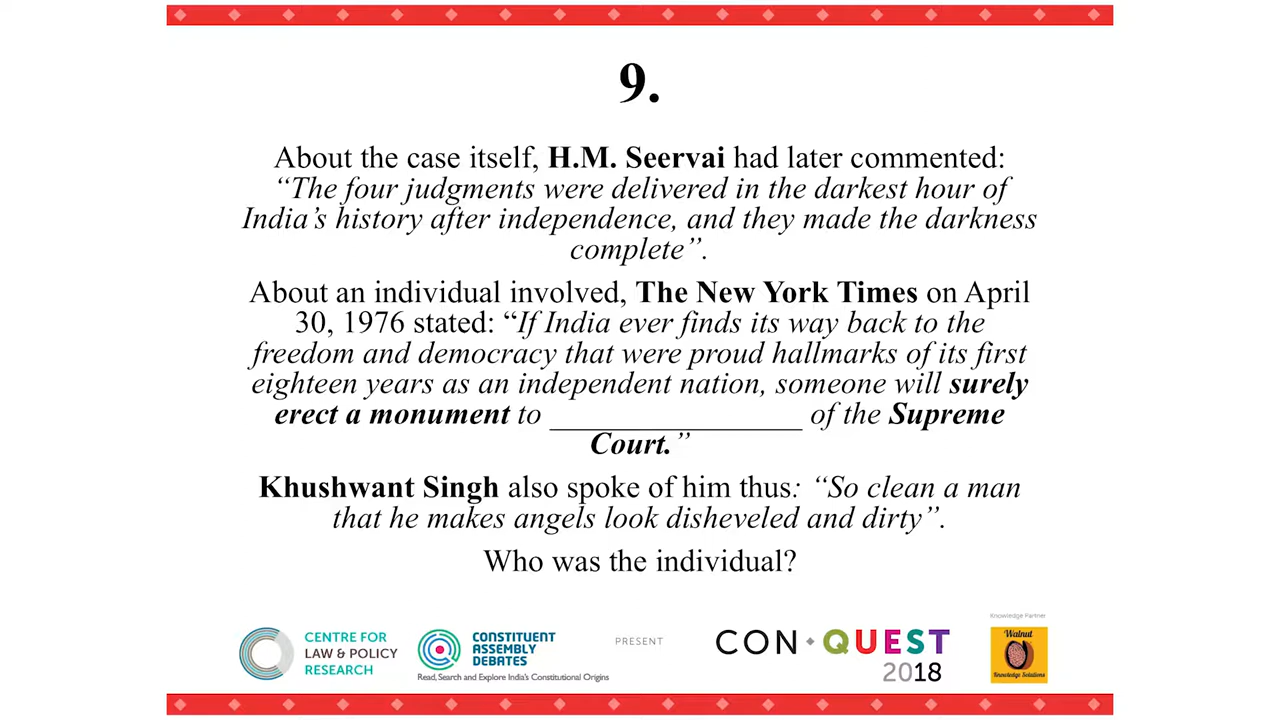 9.
About the case itself, H.M. Seervai had later commented:
“The four judgments were delivered in the darkest hour of
India’s history after independence, and they made the darkness
complete”.
About an individual involved, The New York Times on April
30, 1976 stated: “If India ever finds its way back to the
freedom and democracy that were proud hallmarks of its first
eighteen years as an independent nation, someone will surely
erect a monument to _________________ of the Supreme
Court.”
Khushwant Singh also spoke of him thus: “So clean a man
that he makes angels look disheveled and dirty”.
Who was the individual?
CENTRE FOR
LAW & POLICY
RESEARCH
CONSTITUENT
ASSEMBLY
DEBATES
Read, Search and Explore India's Constitutional Origins
PRESENT
CON QUEST
2018
Knowledge Partner
Walnut
Knowledge Solutions